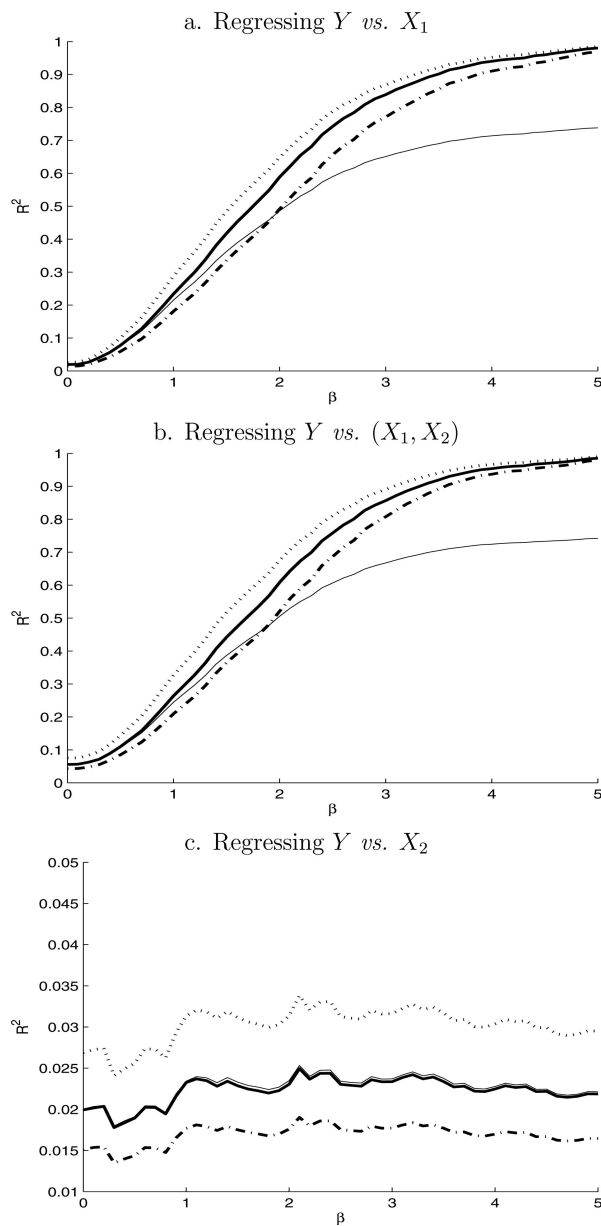 a. Regressing Y vs. X₁
1
0.9
0.8
0.7
0.6
0.5
0.4
0.3
0.2
0.1
0
R²
0 1 2 3 4 5
β
b. Regressing Y vs. (X₁, X₂)
1
0.9
0.8
0.7
0.6
0.5
0.4
0.3
0.2
0.1
0
R²
0 1 2 3 4 5
β
c. Regressing Y vs. X₂
0.05
0.045
0.04
0.035
0.03
0.025
0.02
0.015
0.01
R²
0 1 2 3 4 5
β